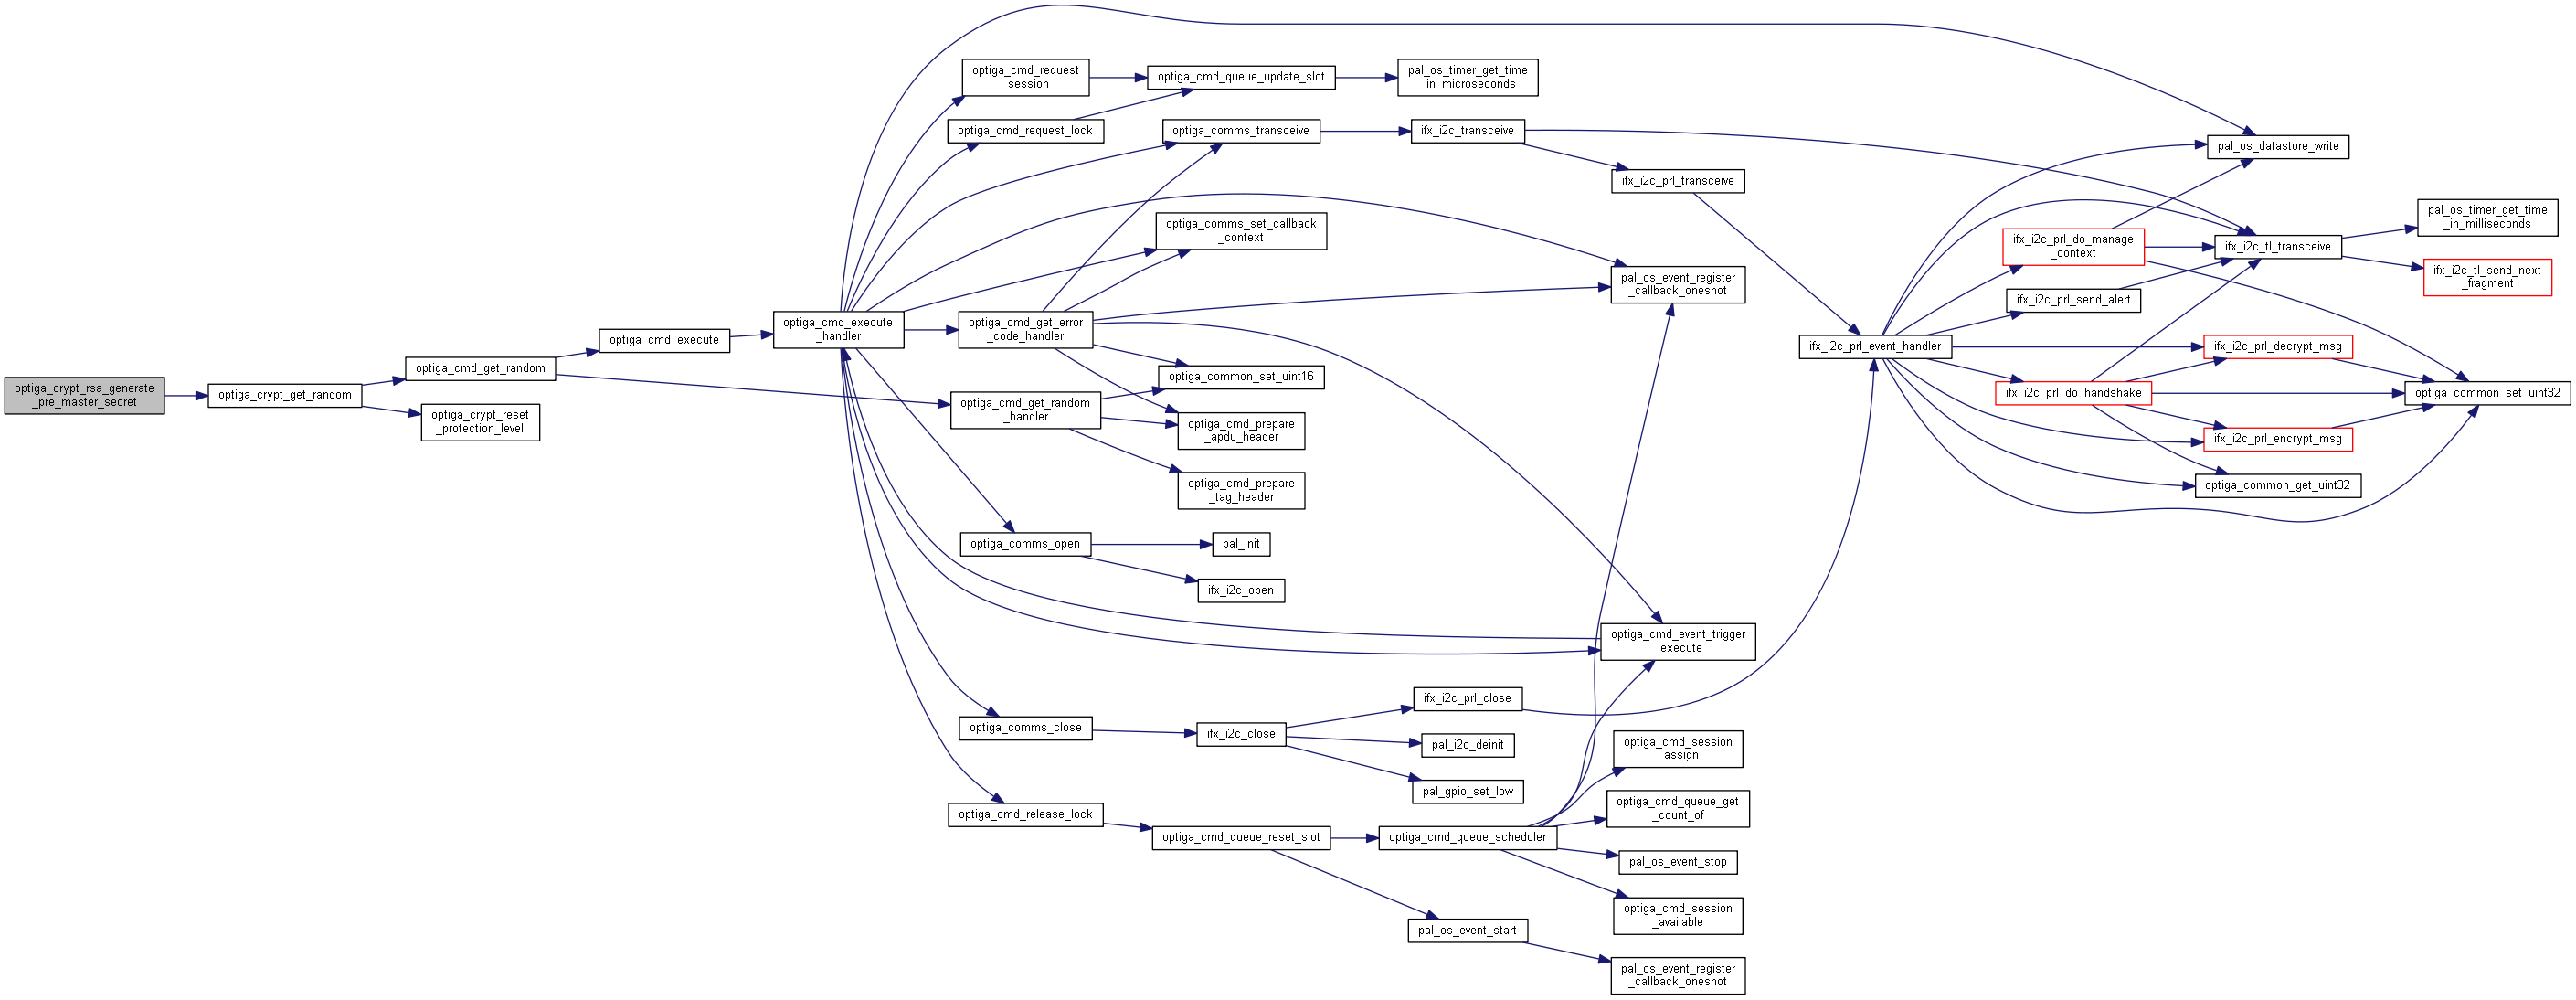 optiga_crypt_rsa_generate
_pre_master_secret
optiga_crypt_get_random
optiga_cmd_get_random
optiga_crypt_reset
_protection_level
optiga_cmd_execute
optiga_cmd_execute
_handler
optiga_cmd_request
_session
optiga_cmd_request_lock
optiga_cmd_get_error
_code_handler
optiga_cmd_get_random
_handler
optiga_comms_open
optiga_comms_close
optiga_cmd_release_lock
optiga_cmd_queue_update_slot
optiga_comms_transceive
optiga_comms_set_callback
_context
optiga_common_set_uint16
optiga_cmd_prepare
_apdu_header
optiga_cmd_prepare
_tag_header
pal_init
ifx_i2c_open
ifx_i2c_close
optiga_cmd_queue_reset_slot
pal_os_timer_get_time
_in_microseconds
ifx_i2c_transceive
ifx_i2c_prl_close
pal_i2c_deinit
pal_gpio_set_low
optiga_cmd_queue_scheduler
pal_os_event_start
ifx_i2c_prl_transceive
pal_os_event_register
_callback_oneshot
optiga_cmd_event_trigger
_execute
optiga_cmd_session
_assign
optiga_cmd_queue_get
_count_of
pal_os_event_stop
optiga_cmd_session
_available
pal_os_event_register
_callback_oneshot
ifx_i2c_prl_event_handler
ifx_i2c_prl_do_manage
_context
ifx_i2c_prl_send_alert
ifx_i2c_prl_do_handshake
pal_os_datastore_write
ifx_i2c_tl_transceive
ifx_i2c_prl_decrypt_msg
ifx_i2c_prl_encrypt_msg
optiga_common_get_uint32
pal_os_timer_get_time
_in_milliseconds
ifx_i2c_tl_send_next
_fragment
optiga_common_set_uint32